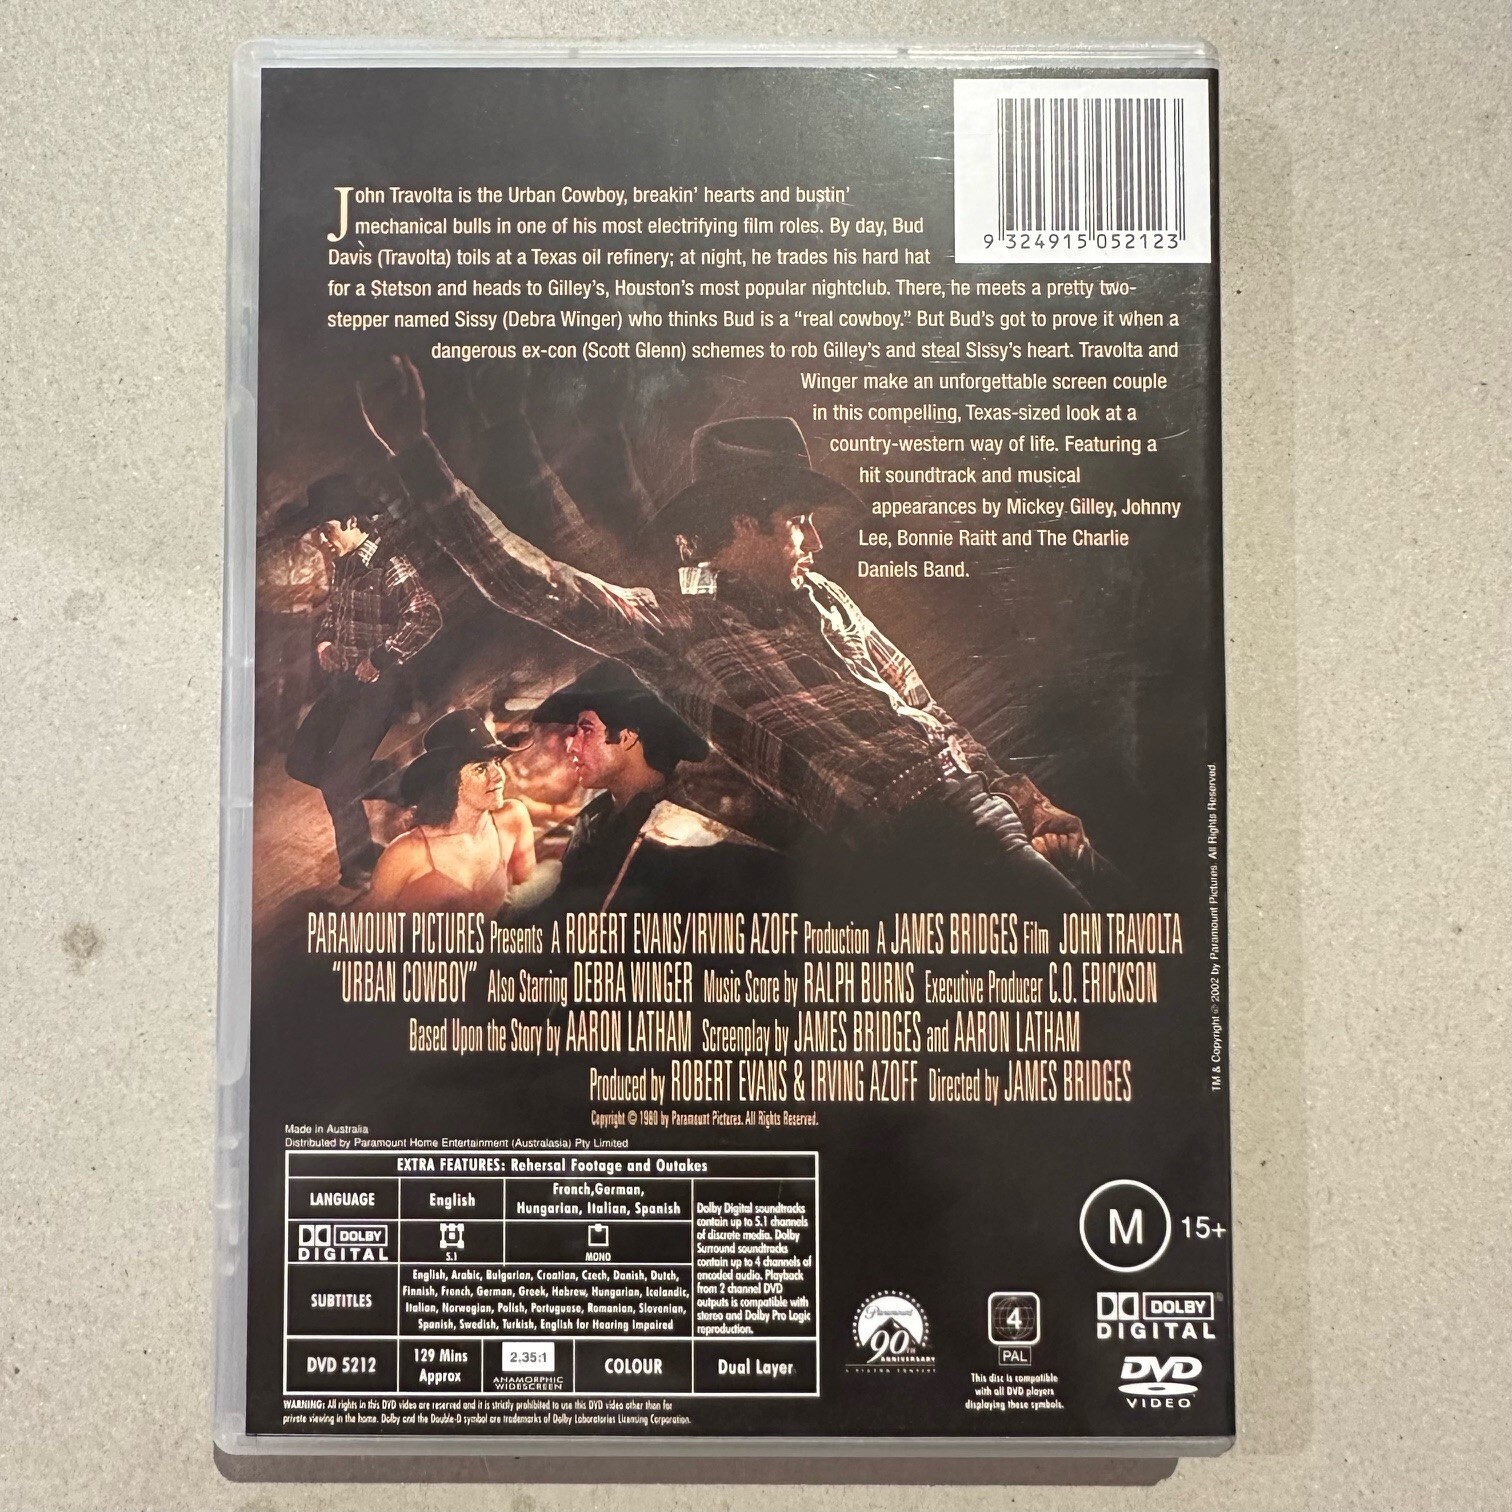 9 324915 052123
John Travolta is the Urban Cowboy, breakin' hearts and bustin'
mechanical bulls in one of his most electrifying film roles. By day, Bud
Davis (Travolta) toils at a Texas oil refinery; at night, he trades his hard hat
for a Stetson and heads to Gilley's, Houston's most popular nightclub. There, he meets a pretty two-
stepper named Sissy (Debra Winger) who thinks Bud is a "real cowboy." But Bud's got to prove it when a
dangerous ex-con (Scott Glenn) schemes to rob Gilley's and steal Sissy's heart. Travolta and
Winger make an unforgettable screen couple
in this compelling, Texas-sized look at a
country-western way of life. Featuring a
hit soundtrack and musical
appearances by Mickey Gilley, Johnny
Lee, Bonnie Raitt and The Charlie
Daniels Band.
PARAMOUNT PICTURES Presents A ROBERT EVANS/IRVING AZOFF Production A JAMES BRIDGES Film JOHN TRAVOLTA
"URBAN COWBOY" Also Starring DEBRA WINGER Music Score by RALPH BURNS Executive Producer C.O. ERICKSON
Based Upon the Story by AARON LATHAM Screenplay by JAMES BRIDGES and AARON LATHAM
Produced by ROBERT EVANS & IRVING AZOFF Directed by JAMES BRIDGES
Copyright © 1980 by Paramount Pictures. All Rights Reserved.
TM & Copyright © 2002 by Paramount Pictures. All Rights Reserved.
Made in Australia
Distributed by Paramount Home Entertainment (Australasia) Pty Limited
EXTRA FEATURES: Rehersal Footage and Outakes
LANGUAGE
English
French,German,
Hungarian, Italian, Spanish
DOLBY
DIGITAL
5.1
MONO
Dolby Digital soundtracks
contain up to 5.1 channels
of discrete media. Dolby
Surround soundtracks
contain up to 4 channels of
encoded audio. Playback
from 2 channel DVD
outputs is compatible with
stereo and Dolby Pro Logic
reproduction.
SUBTITLES
English, Arabic, Bulgarian, Croatian, Czech, Danish, Dutch,
Finnish, French, German, Greek, Hebrew, Hungarian, Icelandic,
Italian, Norwegian, Polish, Portuguese, Romanian, Slovenian,
Spanish, Swedish, Turkish, English for Hearing Impaired
DVD 5212
129 Mins
Approx
2.35:1
ANAMORPHIC
WIDESCREEN
COLOUR
Dual Layer
WARNING: All rights in this DVD video are reserved and it is strictly prohibited to use this DVD video other than for
private viewing in the home. Dolby and the Double-D symbol are trademarks of Dolby Laboratories Licensing Corporation.
Paramount
90TH
ANNIVERSARY
A VIACOM COMPANY
4
PAL
This disc is compatible
with all DVD players
displaying these symbols.
M 15+
DOLBY
DIGITAL
DVD
VIDEO